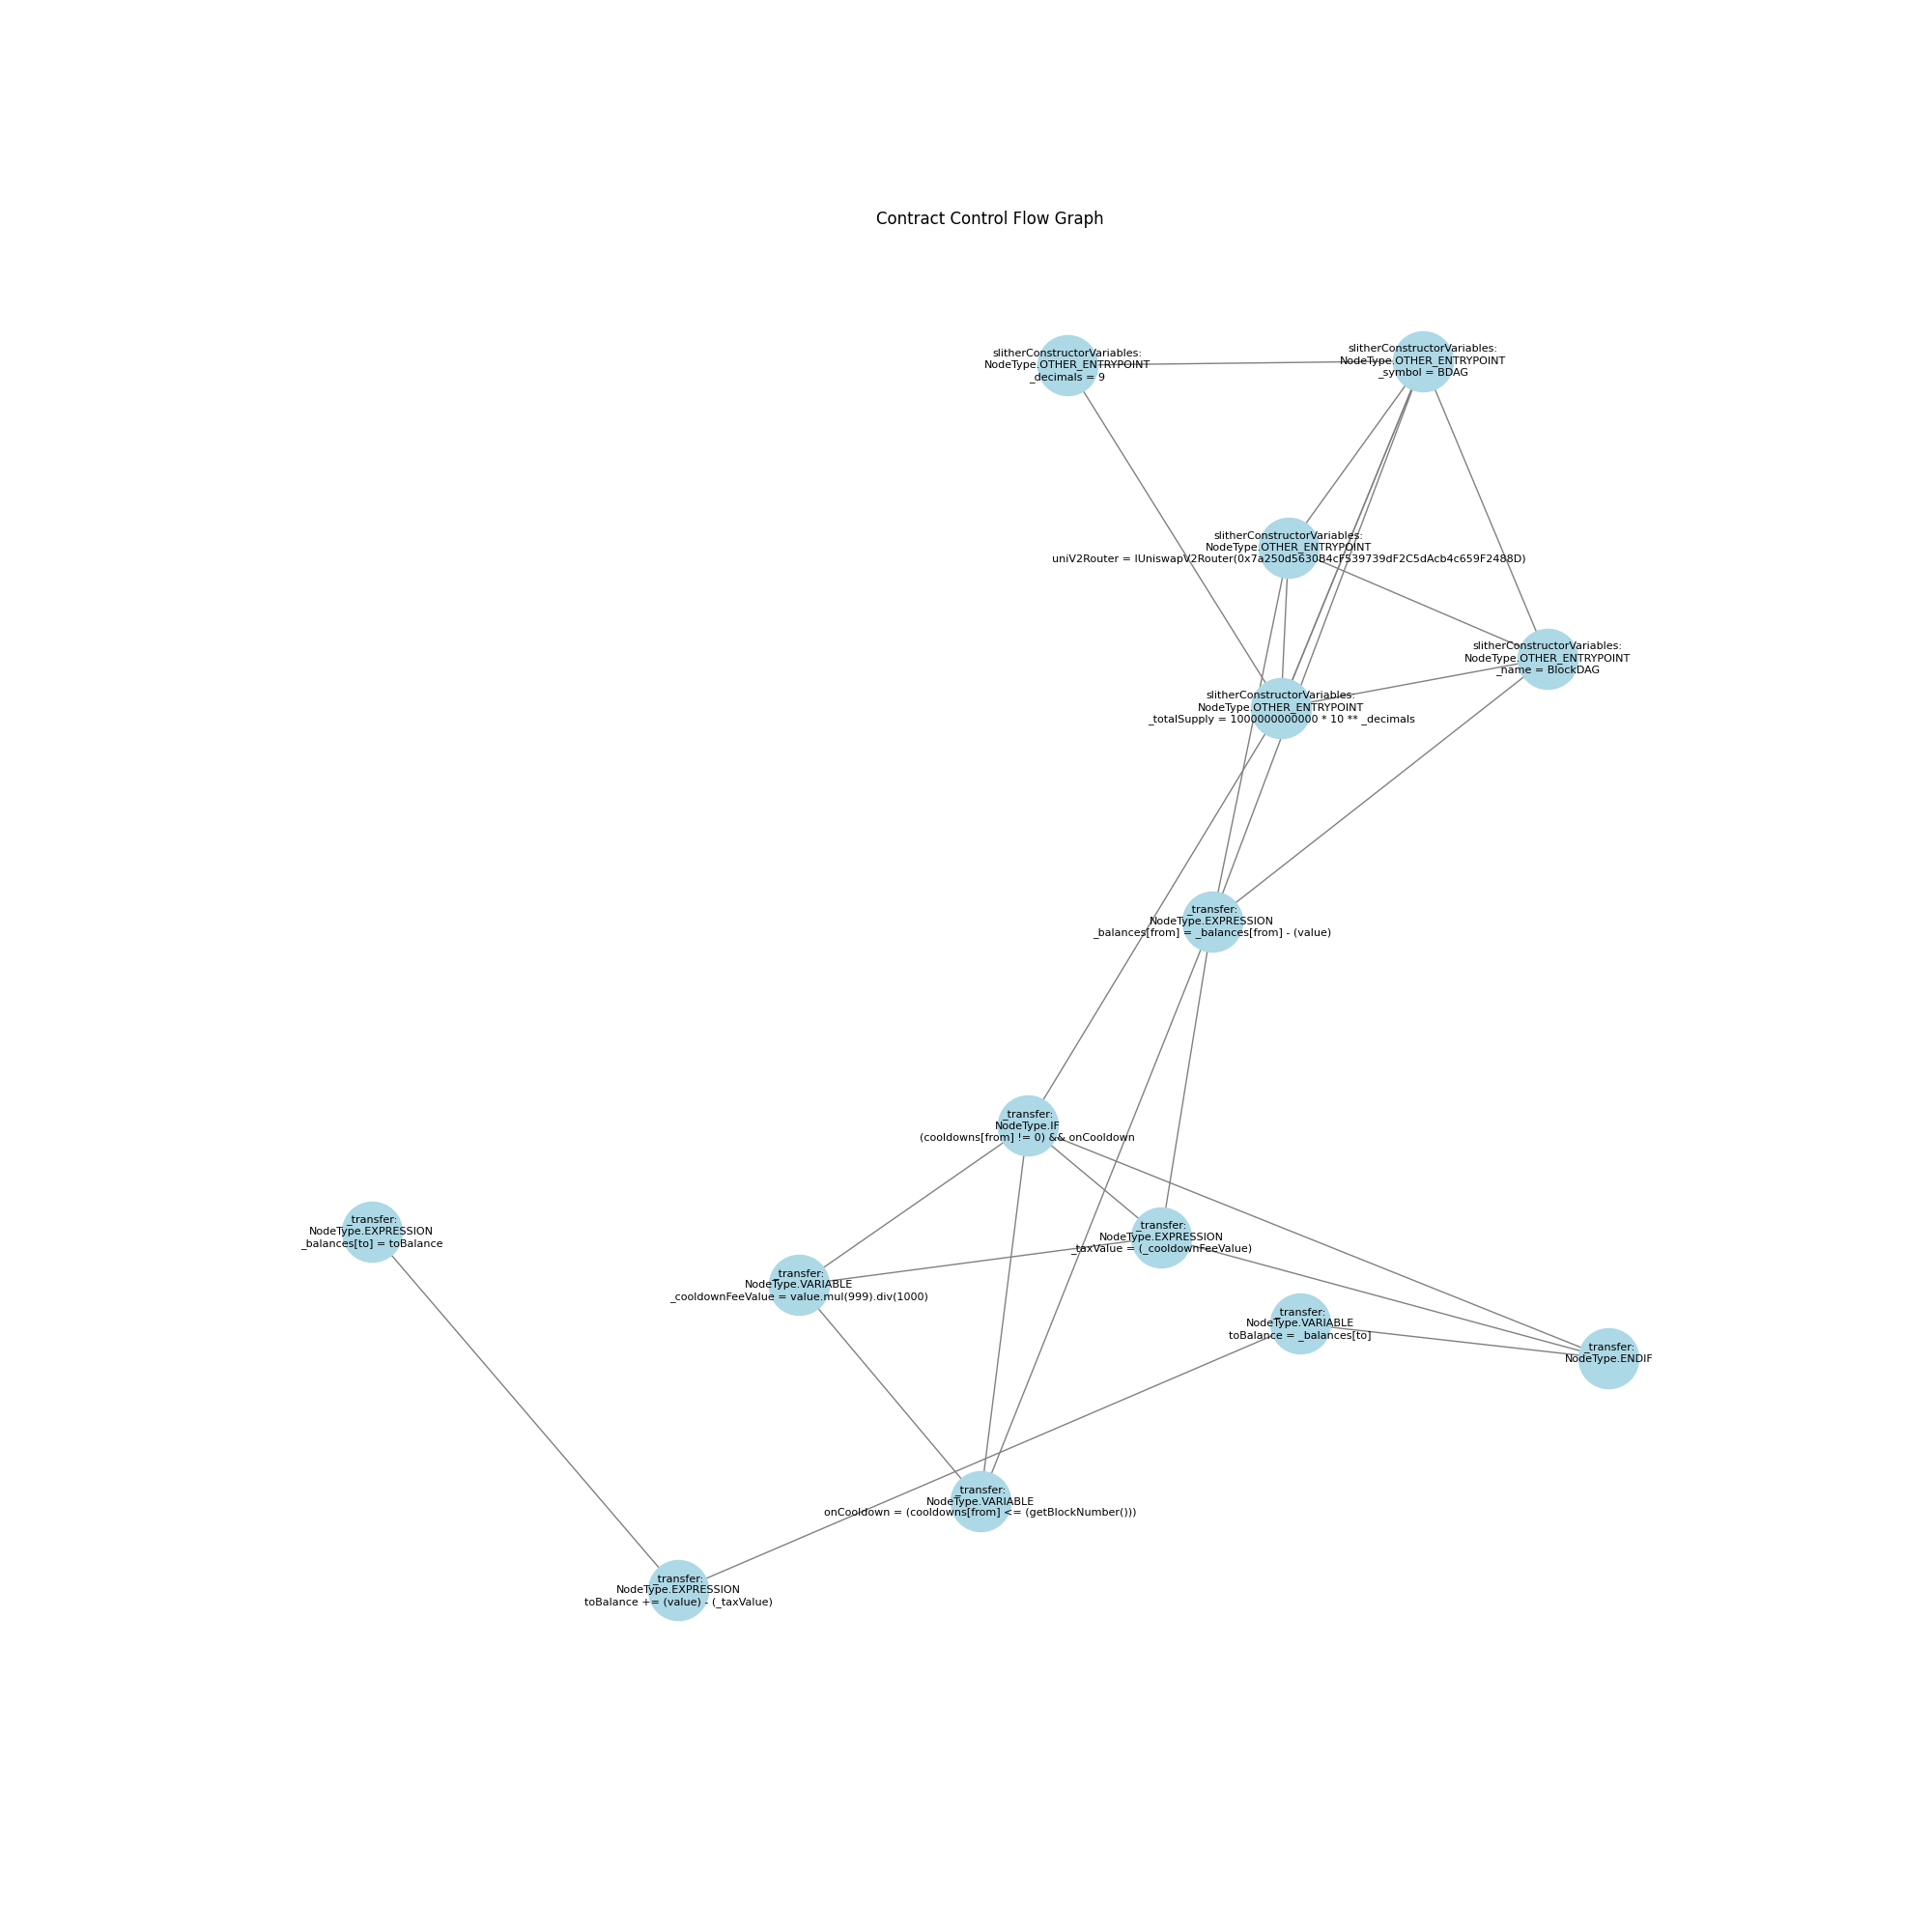 Contract Control Flow Graph
slitherConstructorVariables:
NodeType.OTHER_ENTRYPOINT
_decimals = 9
slitherConstructorVariables:
NodeType.OTHER_ENTRYPOINT
_symbol = BDAG
slitherConstructorVariables:
NodeType.OTHER_ENTRYPOINT
uniV2Router = IUniswapV2Router(0x7a250d5630B4cF539739dF2C5dAcb4c659F2488D)
slitherConstructorVariables:
NodeType.OTHER_ENTRYPOINT
_name = BlockDAG
slitherConstructorVariables:
NodeType.OTHER_ENTRYPOINT
_totalSupply = 1000000000000 * 10 ** _decimals
_transfer:
NodeType.EXPRESSION
_balances[from] = _balances[from] - (value)
_transfer:
NodeType.IF
(cooldowns[from] != 0) && onCooldown
_transfer:
NodeType.EXPRESSION
_balances[to] = toBalance
_transfer:
NodeType.EXPRESSION
_taxValue = (_cooldownFeeValue)
_transfer:
NodeType.VARIABLE
_cooldownFeeValue = value.mul(999).div(1000)
_transfer:
NodeType.VARIABLE
toBalance = _balances[to]
_transfer:
NodeType.ENDIF
_transfer:
NodeType.VARIABLE
onCooldown = (cooldowns[from] <= (getBlockNumber()))
_transfer:
NodeType.EXPRESSION
toBalance += (value) - (_taxValue)